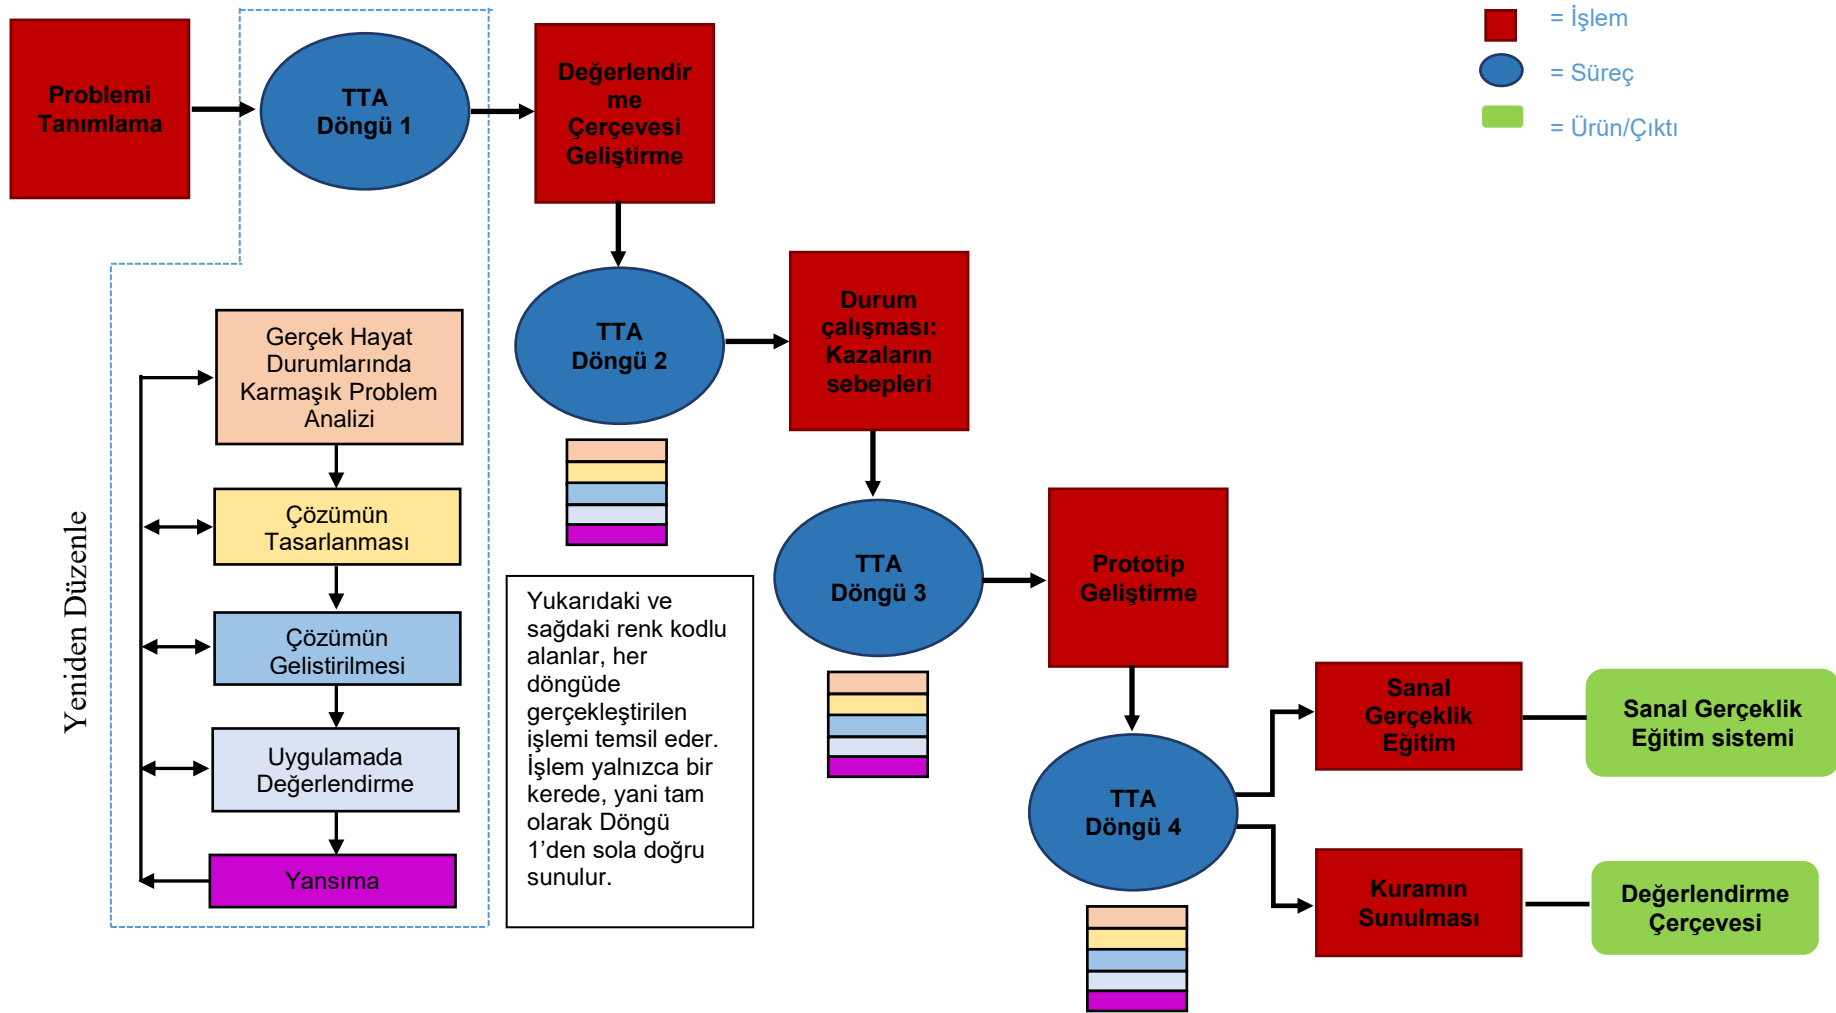 = İşlem
= Süreç
= Ürün/Çıktı
Problemi
Tanımlama
TTA
Döngü 1
Değerlendir
me
Çerçevesi
Geliştirme
TTA
Döngü 2
Durum
çalışması:
Kazaların
sebepleri
Yeniden Düzenle
Gerçek Hayat
Durumlarında
Karmaşık Problem
Analizi
Çözümün
Tasarlanması
Çözümün
Gelistirilmesi
Uygulamada
Değerlendirme
Yansıma
Yukarıdaki ve
sağdaki renk kodlu
alanlar, her
döngüde
gerçekleştirilen
işlemi temsil eder.
İşlem yalnızca bir
kerede, yani tam
olarak Döngü
1’den sola doğru
sunulur.
TTA
Döngü 3
Prototip
Geliştirme
TTA
Döngü 4
Sanal
Gerçeklik
Eğitim
Sanal Gerçeklik
Eğitim sistemi
Kuramın
Sunulması
Değerlendirme
Çerçevesi